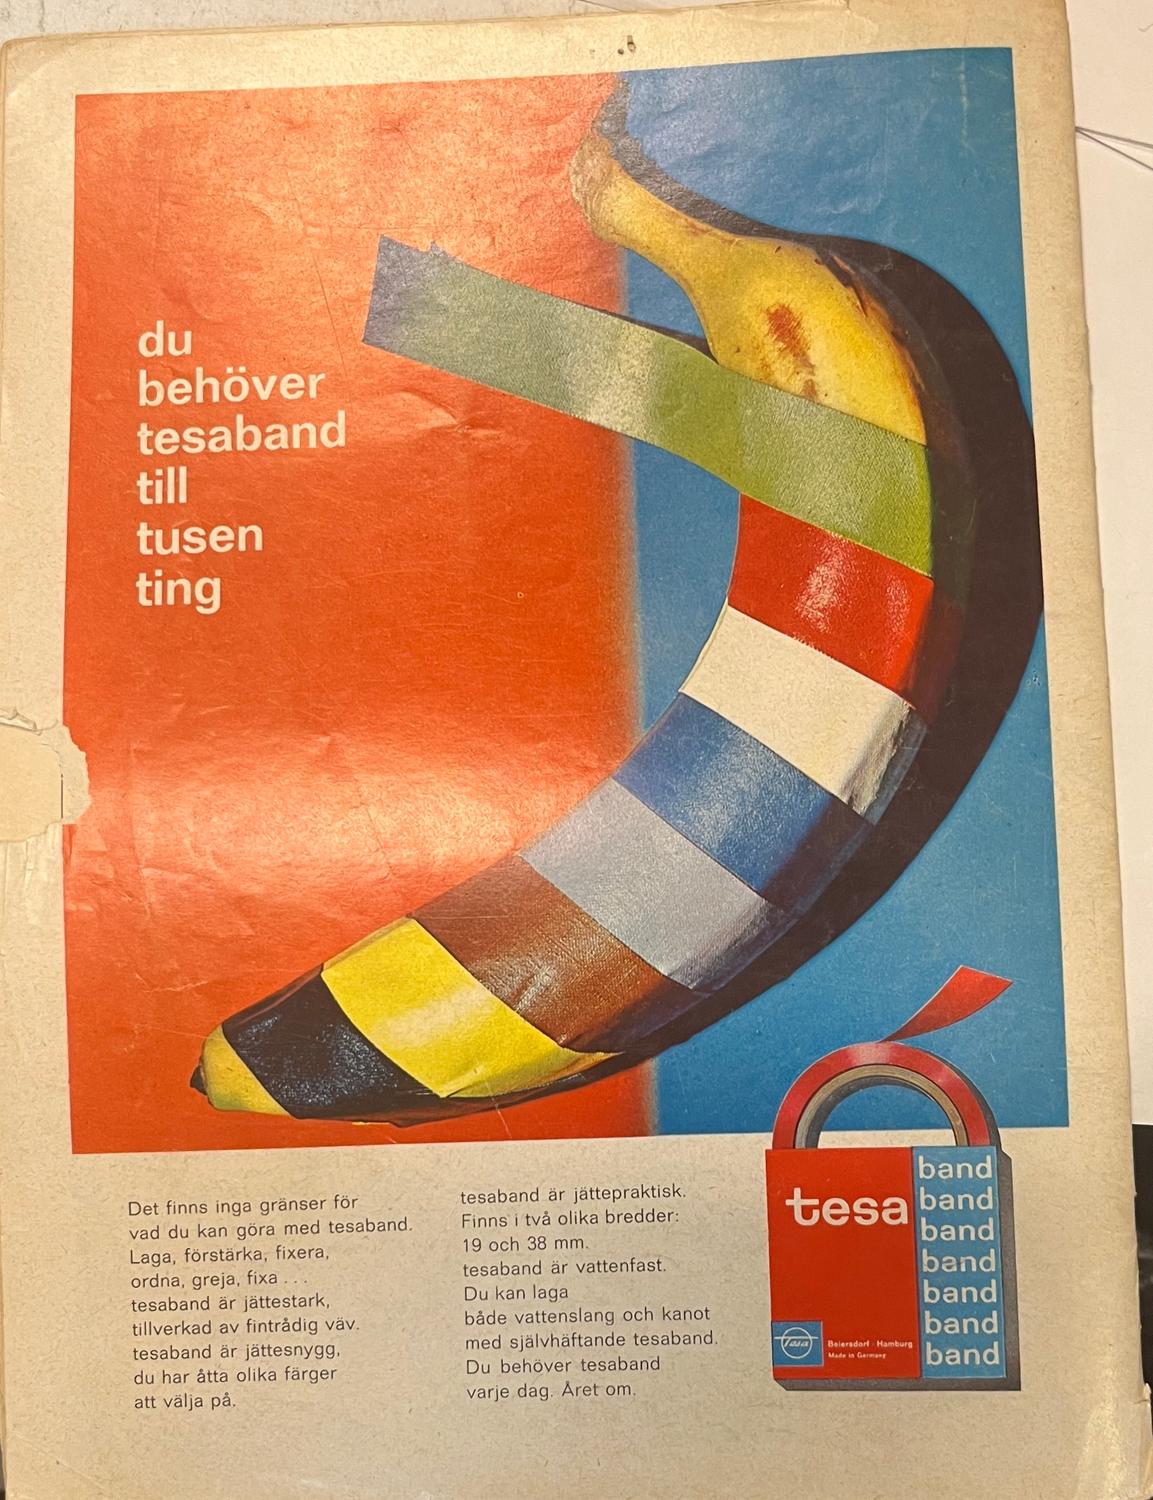 du
behöver
tesaband
till
tusen
ting
Det finns inga gränser för
vad du kan göra med tesaband.
Laga, förstärka, fixera,
ordna, greja, fixa . . .
tesaband är jättestark,
tillverkad av fintrådig väv.
tesaband är jättesnygg,
du har åtta olika färger
att välja på.
tesaband är jättepraktisk.
Finns i två olika bredder:
19 och 38 mm.
tesaband är vattenfast.
Du kan laga
både vattenslang och kanot
med självhäftande tesaband.
Du behöver tesaband
varje dag. Året om.
tesa
band
band
band
band
band
band
band
Tesa
Beiersdorf · Hamburg
Made in Germany